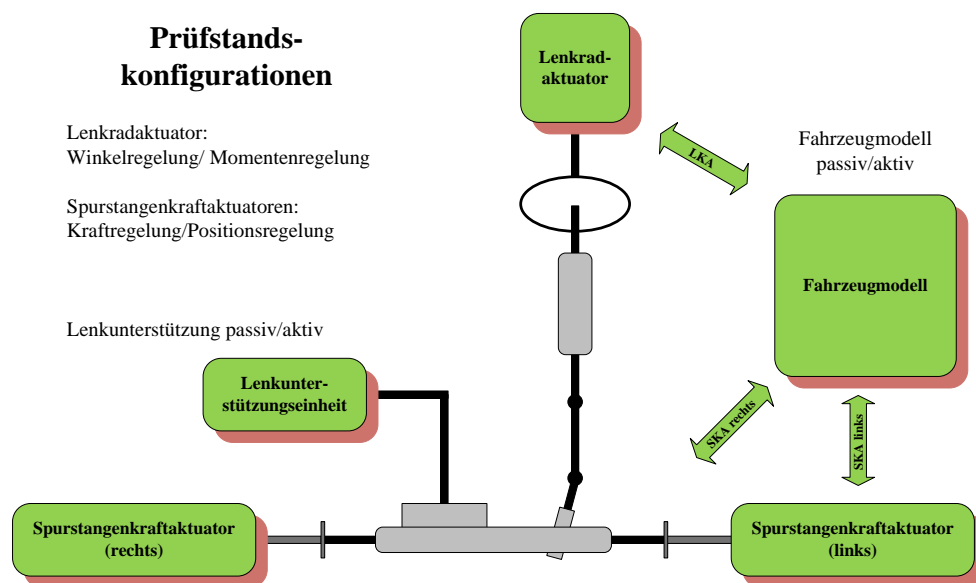 Prüfstands-
konfigurationen
Lenkradaktuator:
Winkelregelung/ Momentenregelung
Spurstangenkraftaktuatoren:
Kraftregelung/Positionsregelung
Lenkunterstützung passiv/aktiv
Lenkrad-
aktuator
LKA
Fahrzeugmodell
passiv/aktiv
Fahrzeugmodell
Lenkunter-
stützungseinheit
SKA rechts
SKA links
Spurstangenkraftaktuator
(rechts)
Spurstangenkraftaktuator
(links)